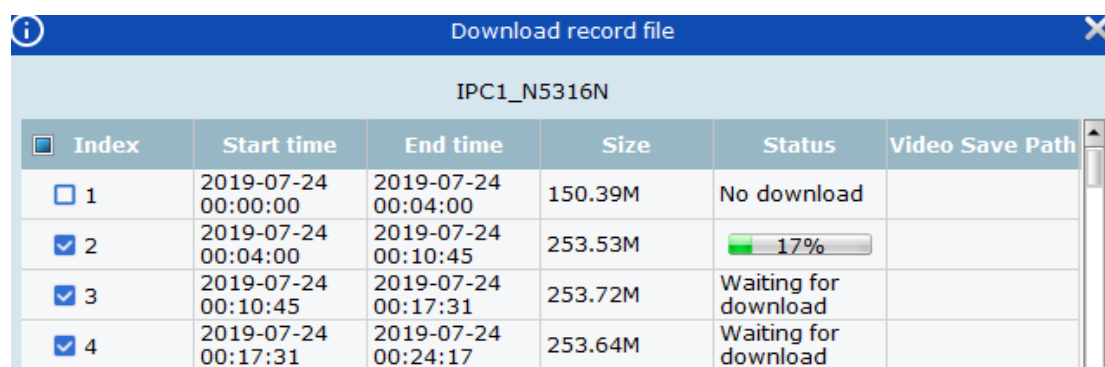 Download record file
IPC1_N5316N
Index Start time End time Size Status Video Save Path
1 2019-07-24 00:00:00 2019-07-24 00:04:00 150.39M No download
2 2019-07-24 00:04:00 2019-07-24 00:10:45 253.53M 17%
3 2019-07-24 00:10:45 2019-07-24 00:17:31 253.72M Waiting for download
4 2019-07-24 00:17:31 2019-07-24 00:24:17 253.64M Waiting for download